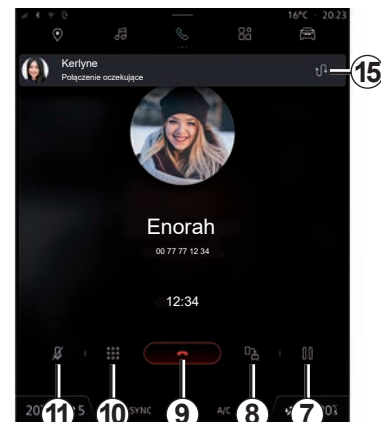 16°C 20:23
Kerlyne
Połączenie oczekujące
15
Enorah
00 77 77 12 34
12:34
SYNC A/C
11 10 9 8 7